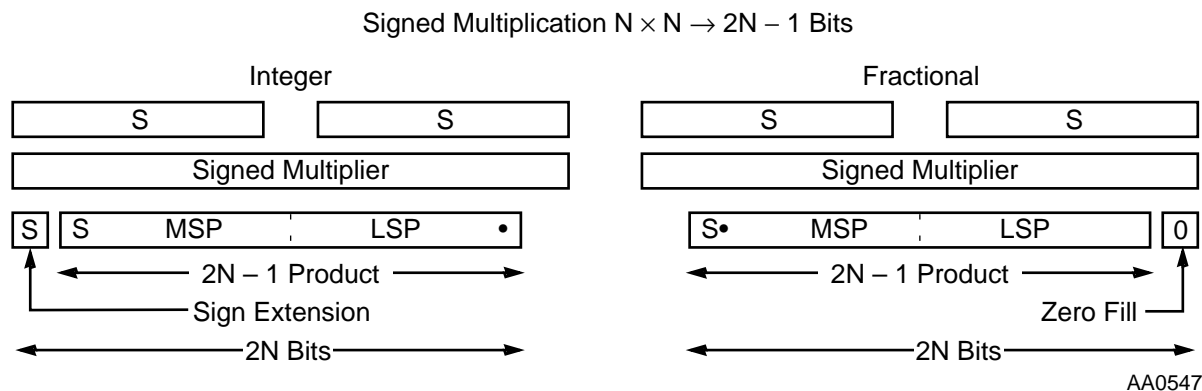 Signed Multiplication N × N → 2N – 1 Bits
Integer
Fractional
S
S
S
S
Signed Multiplier
Signed Multiplier
S
S MSP LSP •
S• MSP LSP
0
2N – 1 Product
2N – 1 Product
Sign Extension
Zero Fill
2N Bits
2N Bits
AA0547